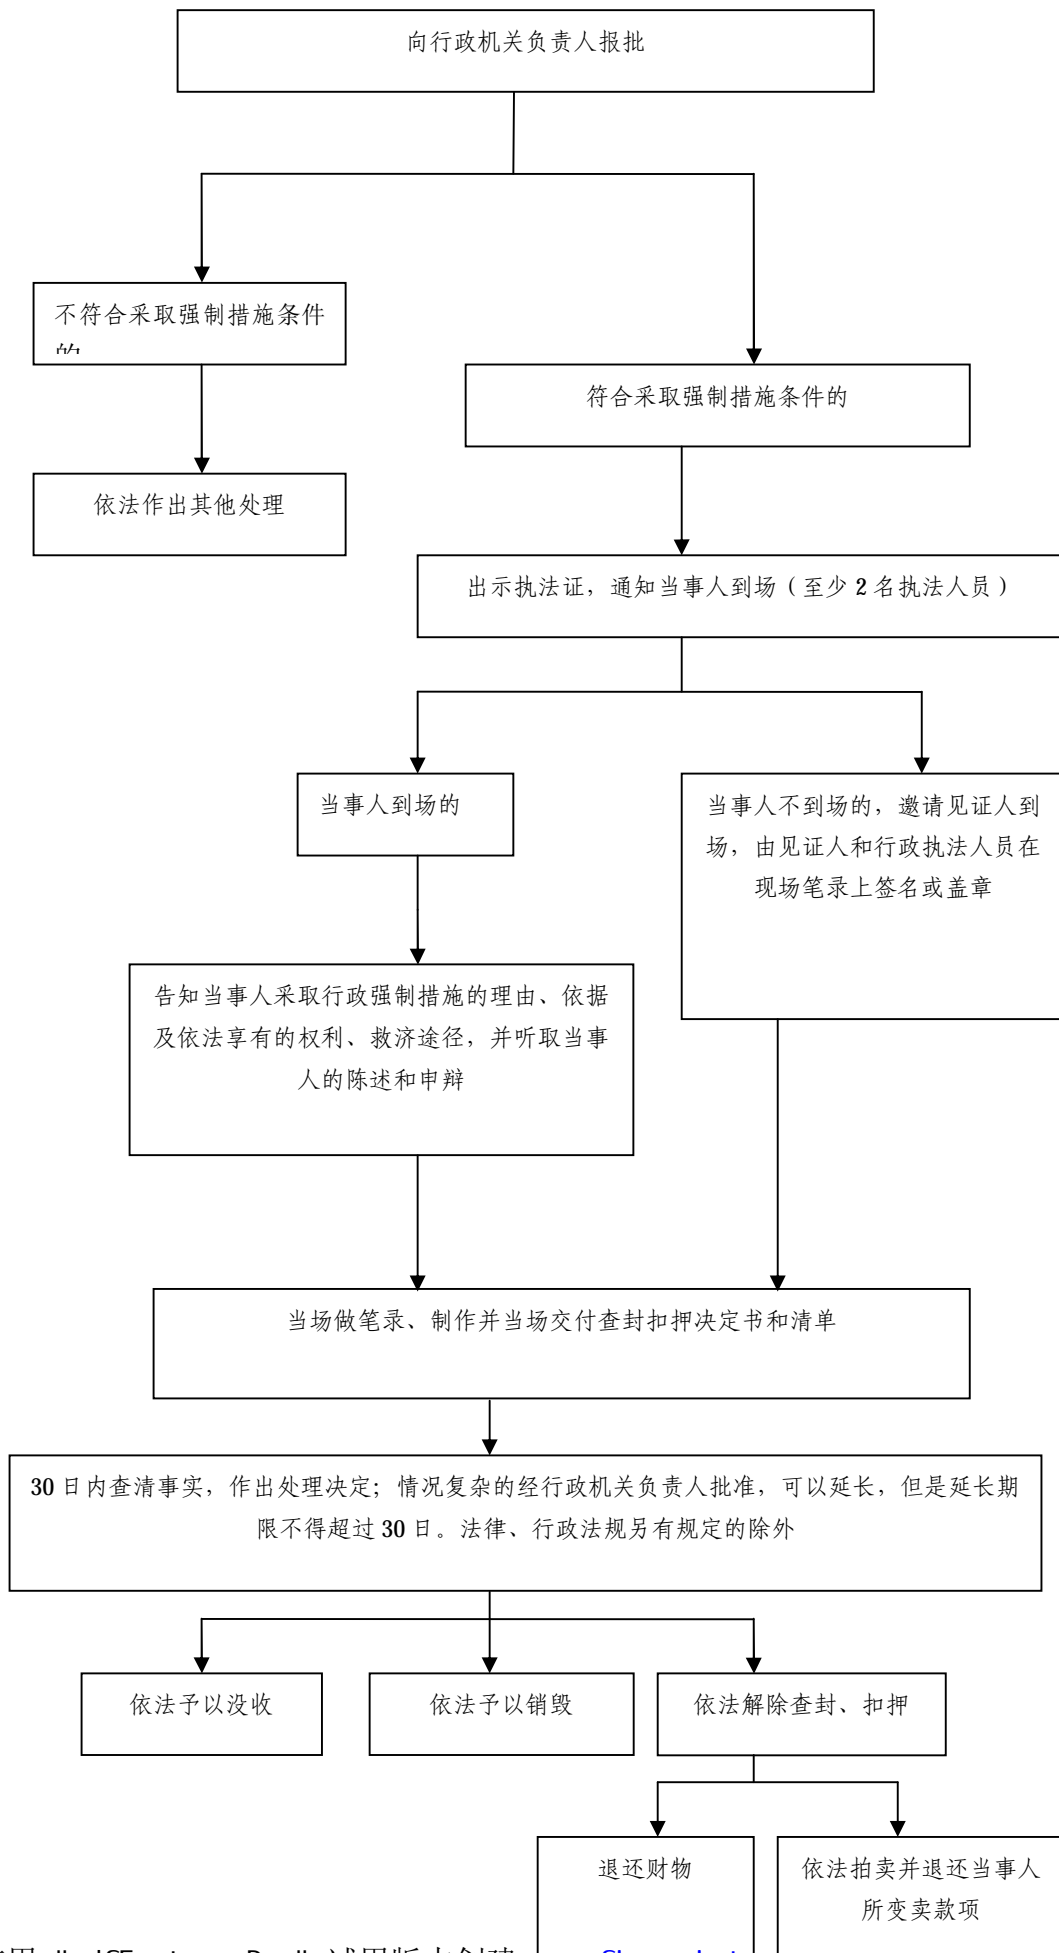 向行政机关负责人报批
不符合采取强制措施条件
符合采取强制措施条件的
依法作出其他处理
出示执法证，通知当事人到场（至少 2 名执法人员）
当事人到场的
当事人不到场的，邀请见证人到
场，由见证人和行政执法人员在
现场笔录上签名或盖章
告知当事人采取行政强制措施的理由、依据
及依法享有的权利、救济途径，并听取当事
人的陈述和申辩
当场做笔录、制作并当场交付查封扣押决定书和清单
30 日内查清事实，作出处理决定；情况复杂的经行政机关负责人批准，可以延长，但是延长期
限不得超过 30 日。法律、行政法规另有规定的除外
依法予以没收
依法予以销毁
依法解除查封、扣押
退还财物
依法拍卖并退还当事人
所变卖款项